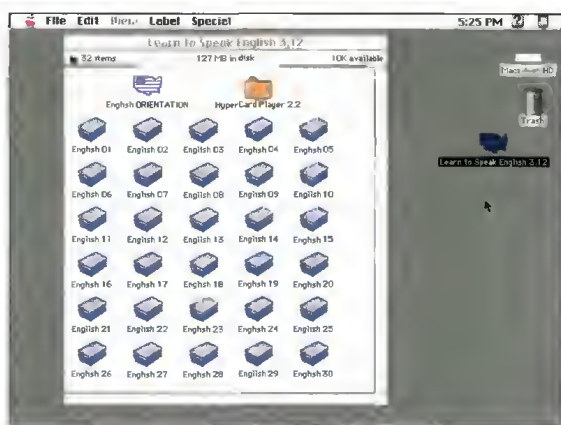 File Edit View Label Special 5:25 PM
Learn to Speak English 3.12
32 items 127 MB in disk 10K available
English ORIENTATION HyperCard Player 2.2
English 01 English 02 English 03 English 04 English 05
English 06 English 07 English 08 English 09 English 10
English 11 English 12 English 13 English 14 English 15
English 16 English 17 English 18 English 19 English 20
English 21 English 22 English 23 English 24 English 25
English 26 English 27 English 28 English 29 English 30
HD
Trash
Learn to Speak English 3.12